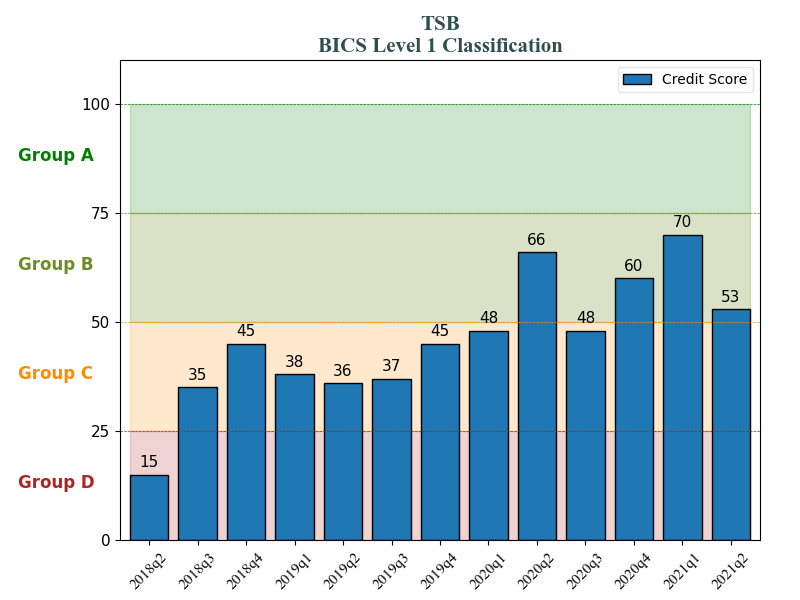 TSB
BICS Level 1 Classification
Credit Score
100
Group A
75
70
66
Group B
60
53
50
48
48
45
45
38
37
36
35
Group C
25
15
Group D
0
2018q2 2018q3 2018q4 2019q1 2019q2 2019q3 2019q4 2020q1 2020q2 2020q3 2020q4 2021q1 2021q2